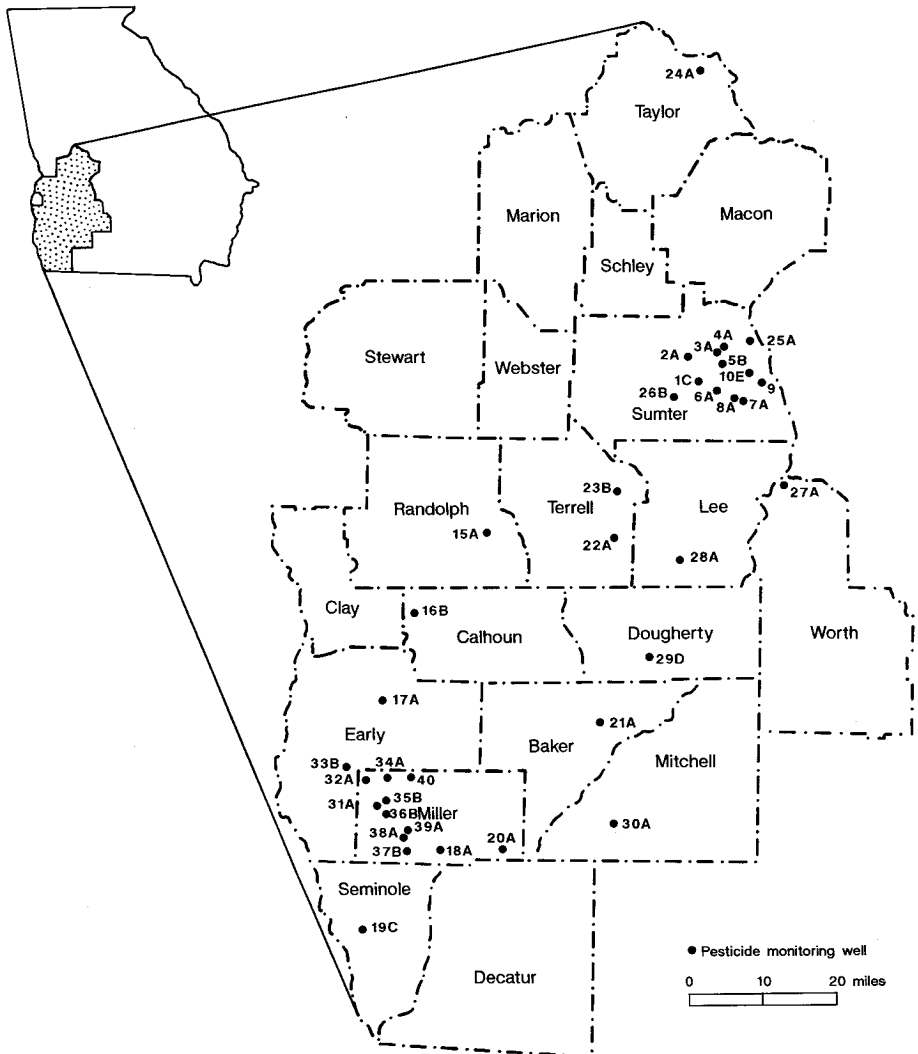 24A
Taylor
Marion
Macon
Schley
Stewart
Webster
4A
3A
25A
2A
5B
10E
1C
9
26B
6A
8A
7A
Sumter
23B
27A
Randolph
Terrell
Lee
15A
22A
28A
Clay
16B
Calhoun
Dougherty
Worth
29D
17A
21A
Early
Baker
Mitchell
33B
34A
32A
40
35B
31A
36B
Miller
39A
38A
30A
37B
18A
20A
Seminole
19C
Pesticide monitoring well
Decatur
0 10 20 miles